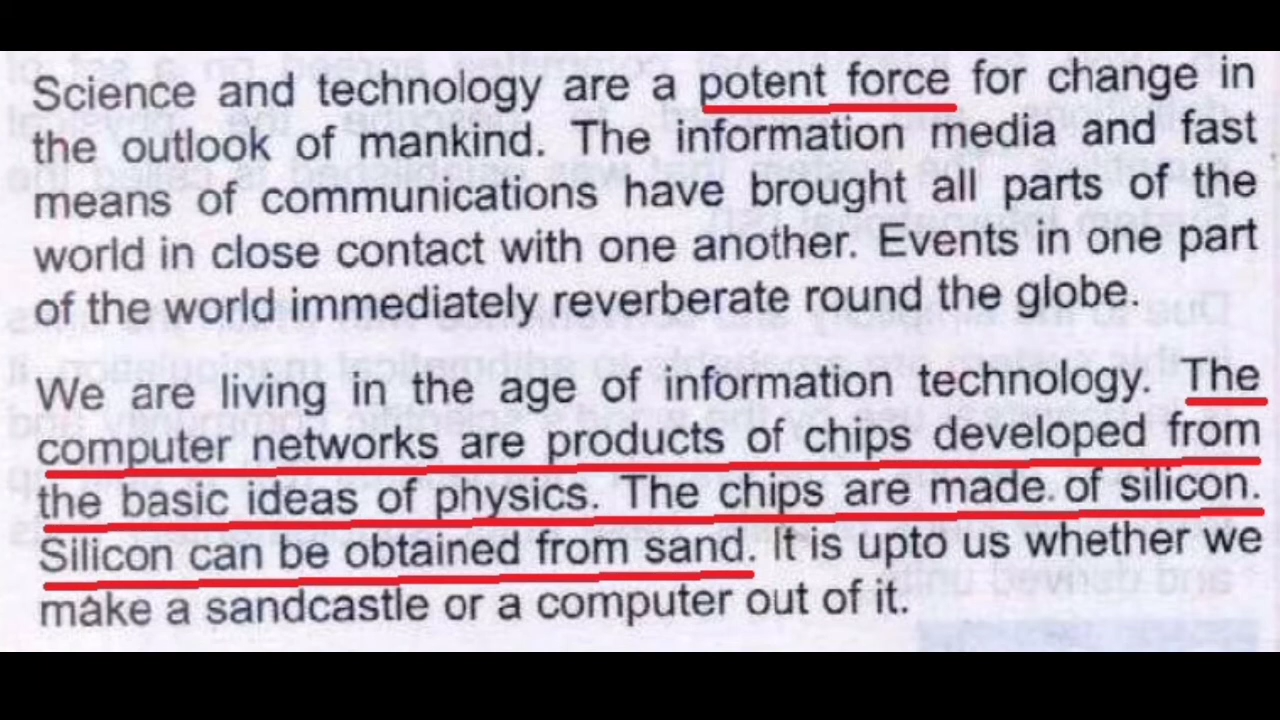 Science and technology are a potent force for change in
the outlook of mankind. The information media and fast
means of communications have brought all parts of the
world in close contact with one another. Events in one part
of the world immediately reverberate round the globe.
We are living in the age of information technology. The
computer networks are products of chips developed from
the basic ideas of physics. The chips are made. of silicon.
Silicon can be obtained from sand. It is upto us whether we
make a sandcastle or a computer out of it.